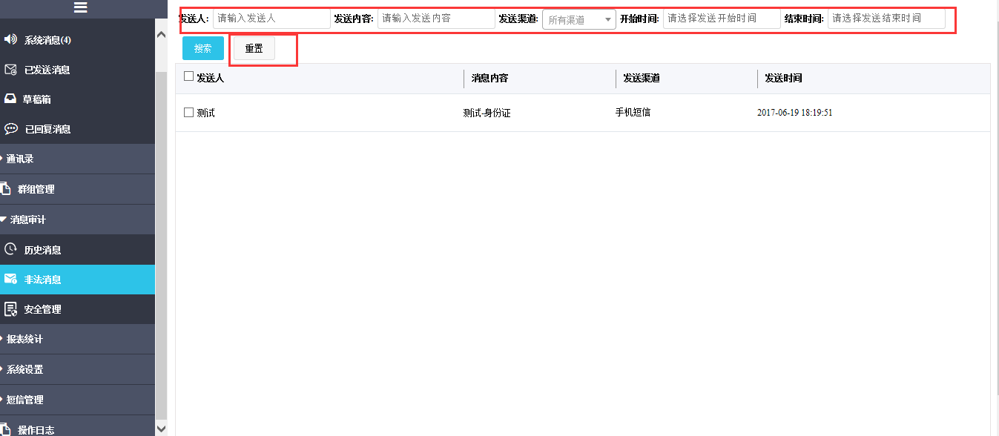 系统消息(4)
已发送消息
草稿箱
已回复消息
通讯录
群组管理
消息审计
历史消息
非法消息
安全管理
报表统计
系统设置
短信管理
操作日志
发送人: 请输入发送人 发送内容: 请输入发送内容 发送渠道: 所有渠道 开始时间: 请选择发送开始时间 结束时间: 请选择发送结束时间
搜索 重置
发送人 消息内容 发送渠道 发送时间
测试 测试-身份证 手机短信 2017-06-19 18:19:51